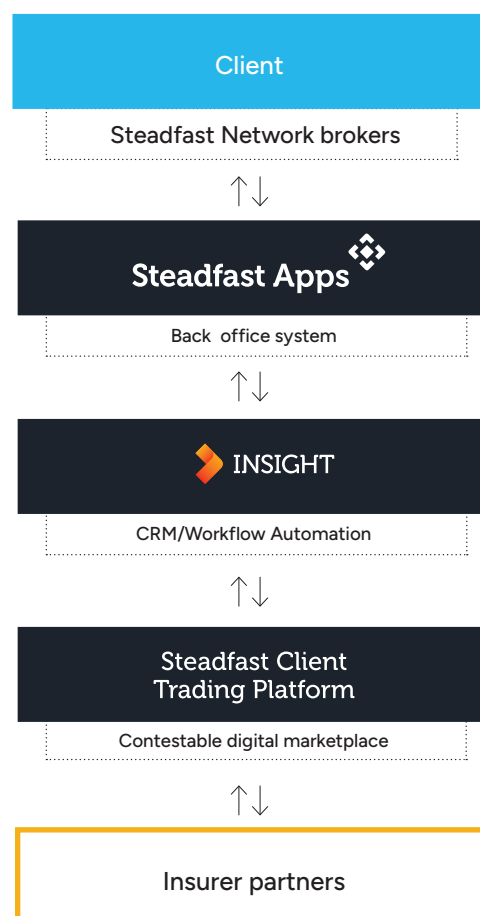 Client
Steadfast Network brokers
Steadfast Apps
Back office system
INSIGHT
CRM/Workflow Automation
Steadfast Client
Trading Platform
Contestable digital marketplace
Insurer partners